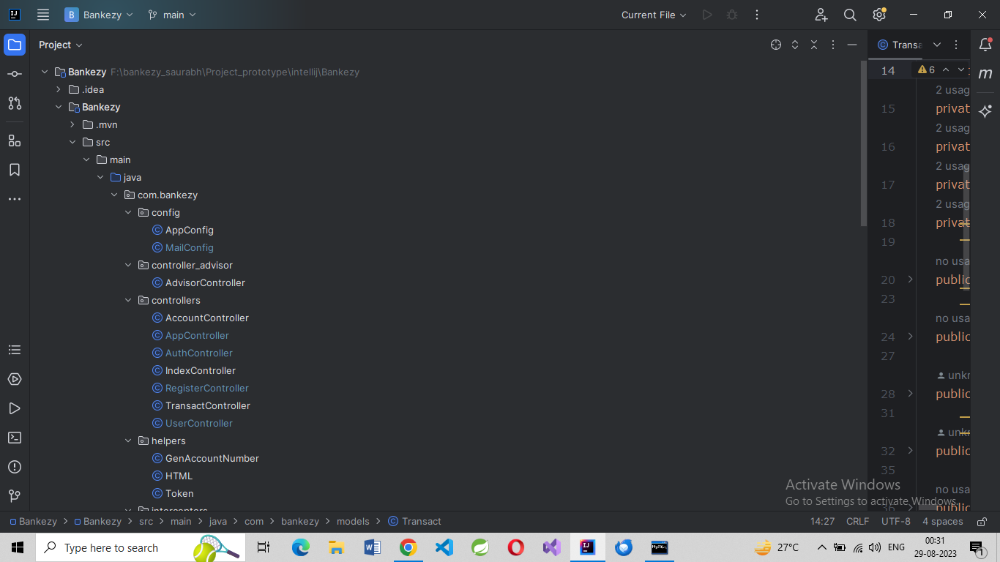 B Bankezy main Current File
Project
Bankezy F:\bankezy_saurabh\Project_prototype\intellij\Bankezy
.idea
Bankezy
.mvn
src
main
java
com.bankezy
config
AppConfig
MailConfig
controller_advisor
AdvisorController
controllers
AccountController
AppController
AuthController
IndexController
RegisterController
TransactController
UserController
helpers
GenAccountNumber
HTML
Token
interceptors
Transa
14 6
2 usag
15 privat
2 usag
16 privat
2 usag
17 privat
2 usag
18 privat
19
no usa
20 public
23
no usa
24 public
27
unkr
28 public
31
unkr
32 public
35
no usa
36 public
m
Activate Windows
Go to Settings to activate Windows.
Bankezy > Bankezy > src > main > java > com > bankezy > models > Transact
14:27 CRLF UTF-8 4 spaces
Type here to search
27°C ENG
00:31
29-08-2023
1